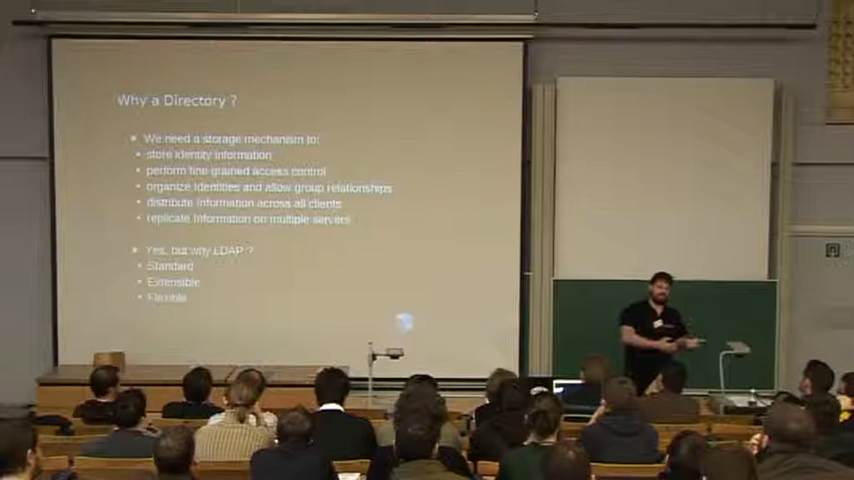 Why a Directory ?
We need a storage mechanism to:
store identity information
perform fine grained access control
organize identities and allow group relationships
distribute information across all clients
replicate information on multiple servers
Yes, but why LDAP ?
Standard
Extensible
Flexible